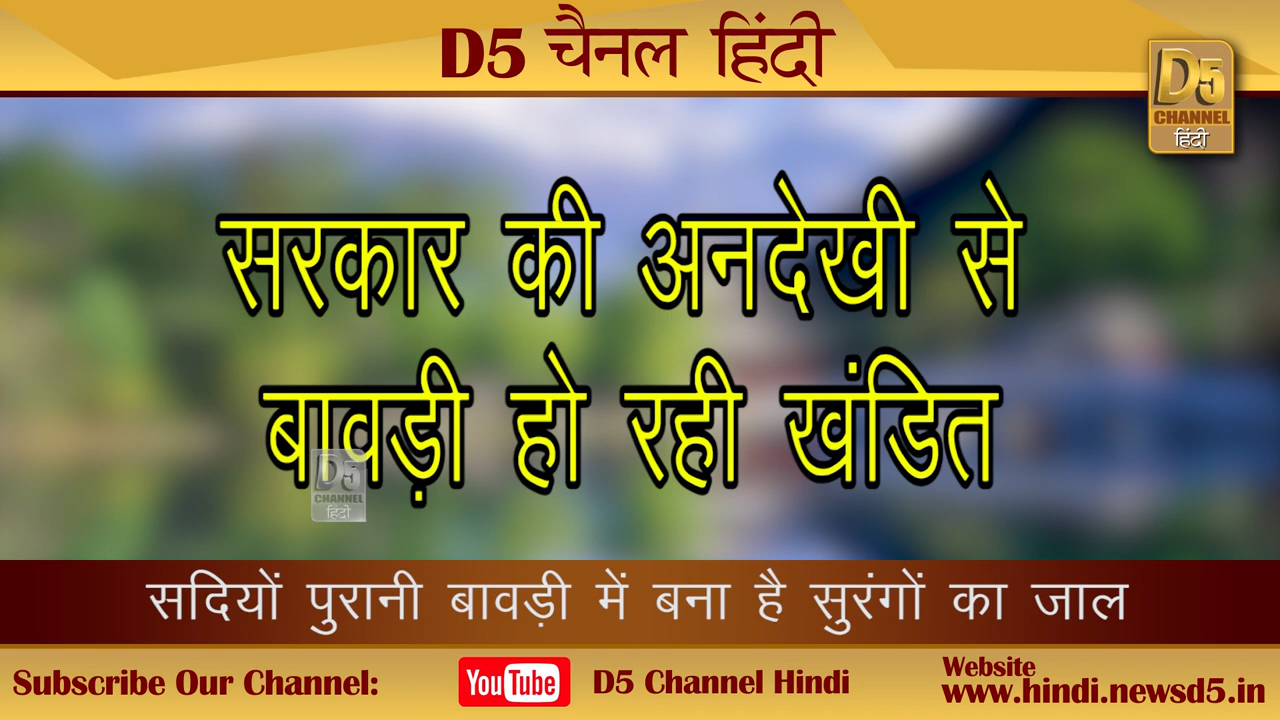 D5 चैनल हिंदी
D5
CHANNEL
हिंदी
सरकार की अनदेखी से
बावड़ी हो रही खंडित
D5
CHANNEL
हिंदी
सदियों पुरानी बावड़ी में बना है सुरंगों का जाल
Subscribe Our Channel:
YouTube
D5 Channel Hindi
Website
www.hindi.newsd5.in